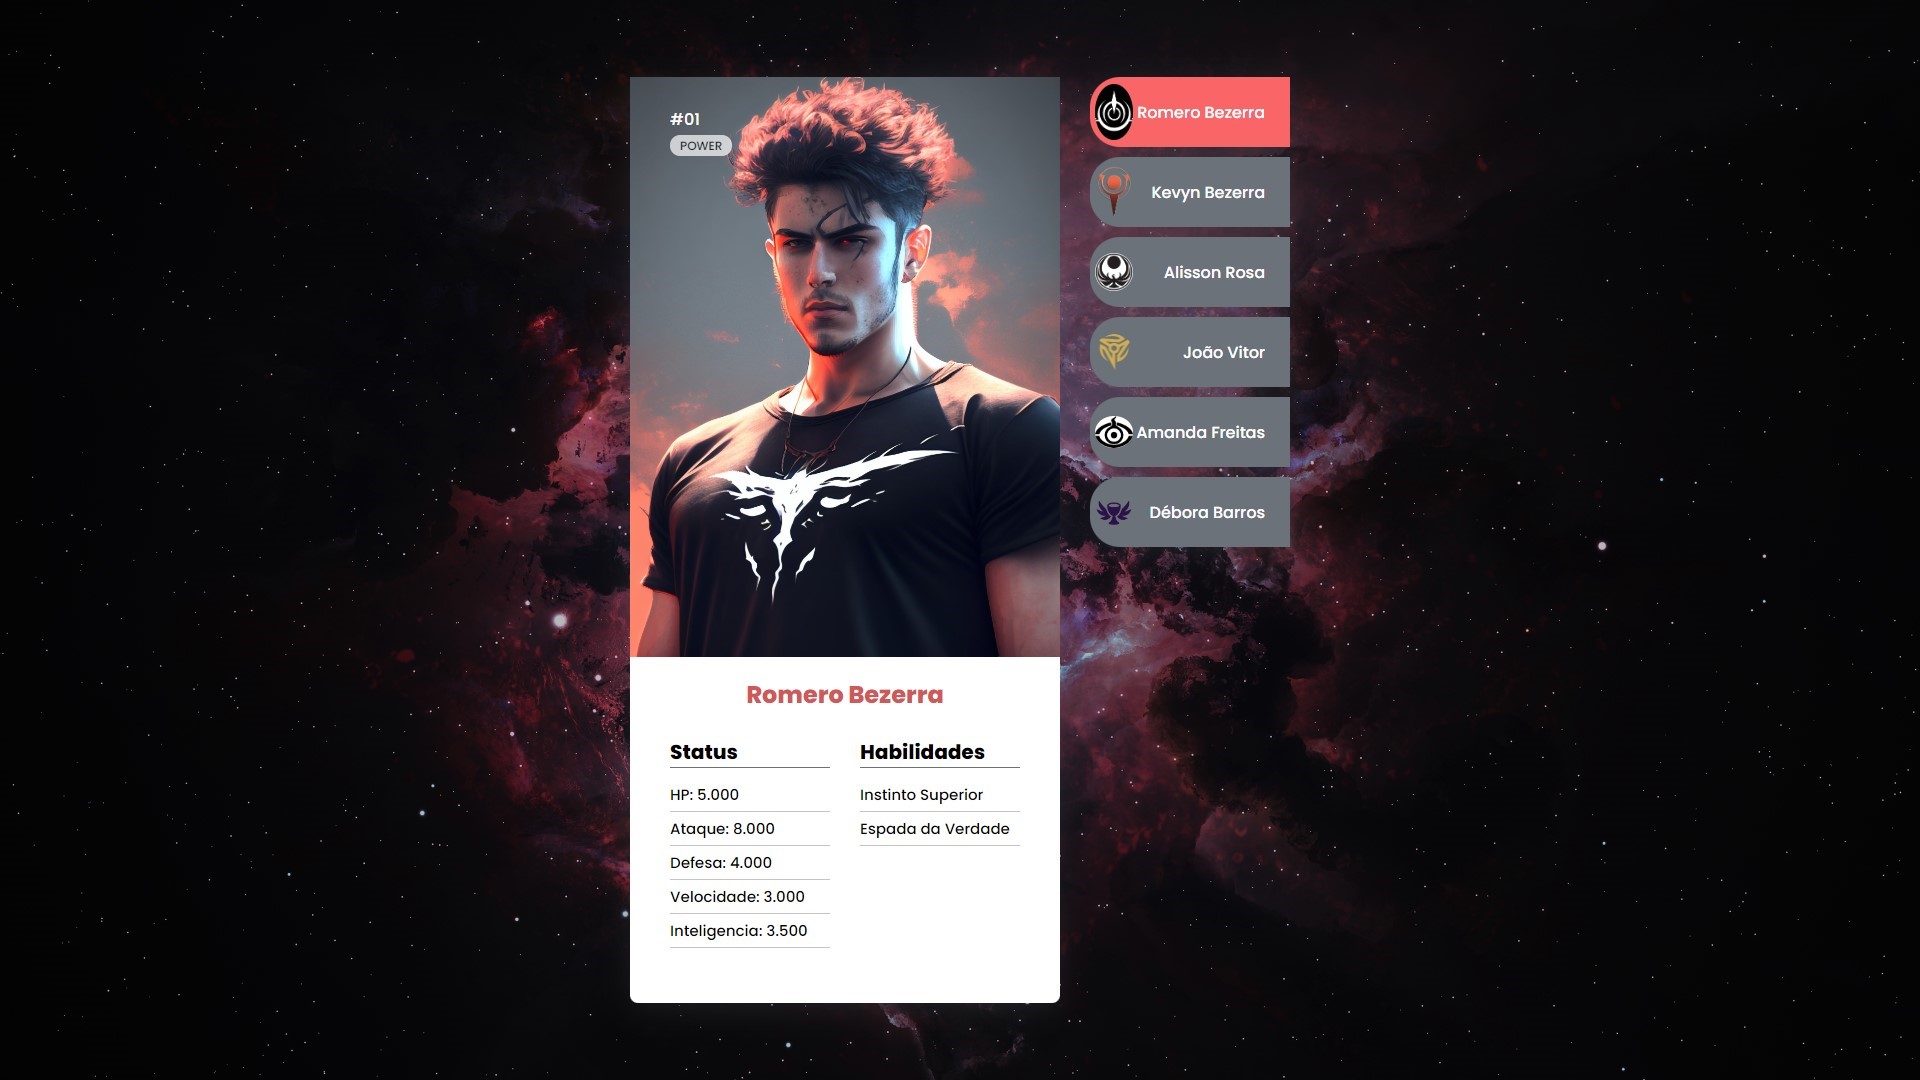 #01
POWER
Romero Bezerra
Status
HP: 5.000
Ataque: 8.000
Defesa: 4.000
Velocidade: 3.000
Inteligencia: 3.500
Habilidades
Instinto Superior
Espada da Verdade
Romero Bezerra
Kevyn Bezerra
Alisson Rosa
João Vitor
Amanda Freitas
Débora Barros